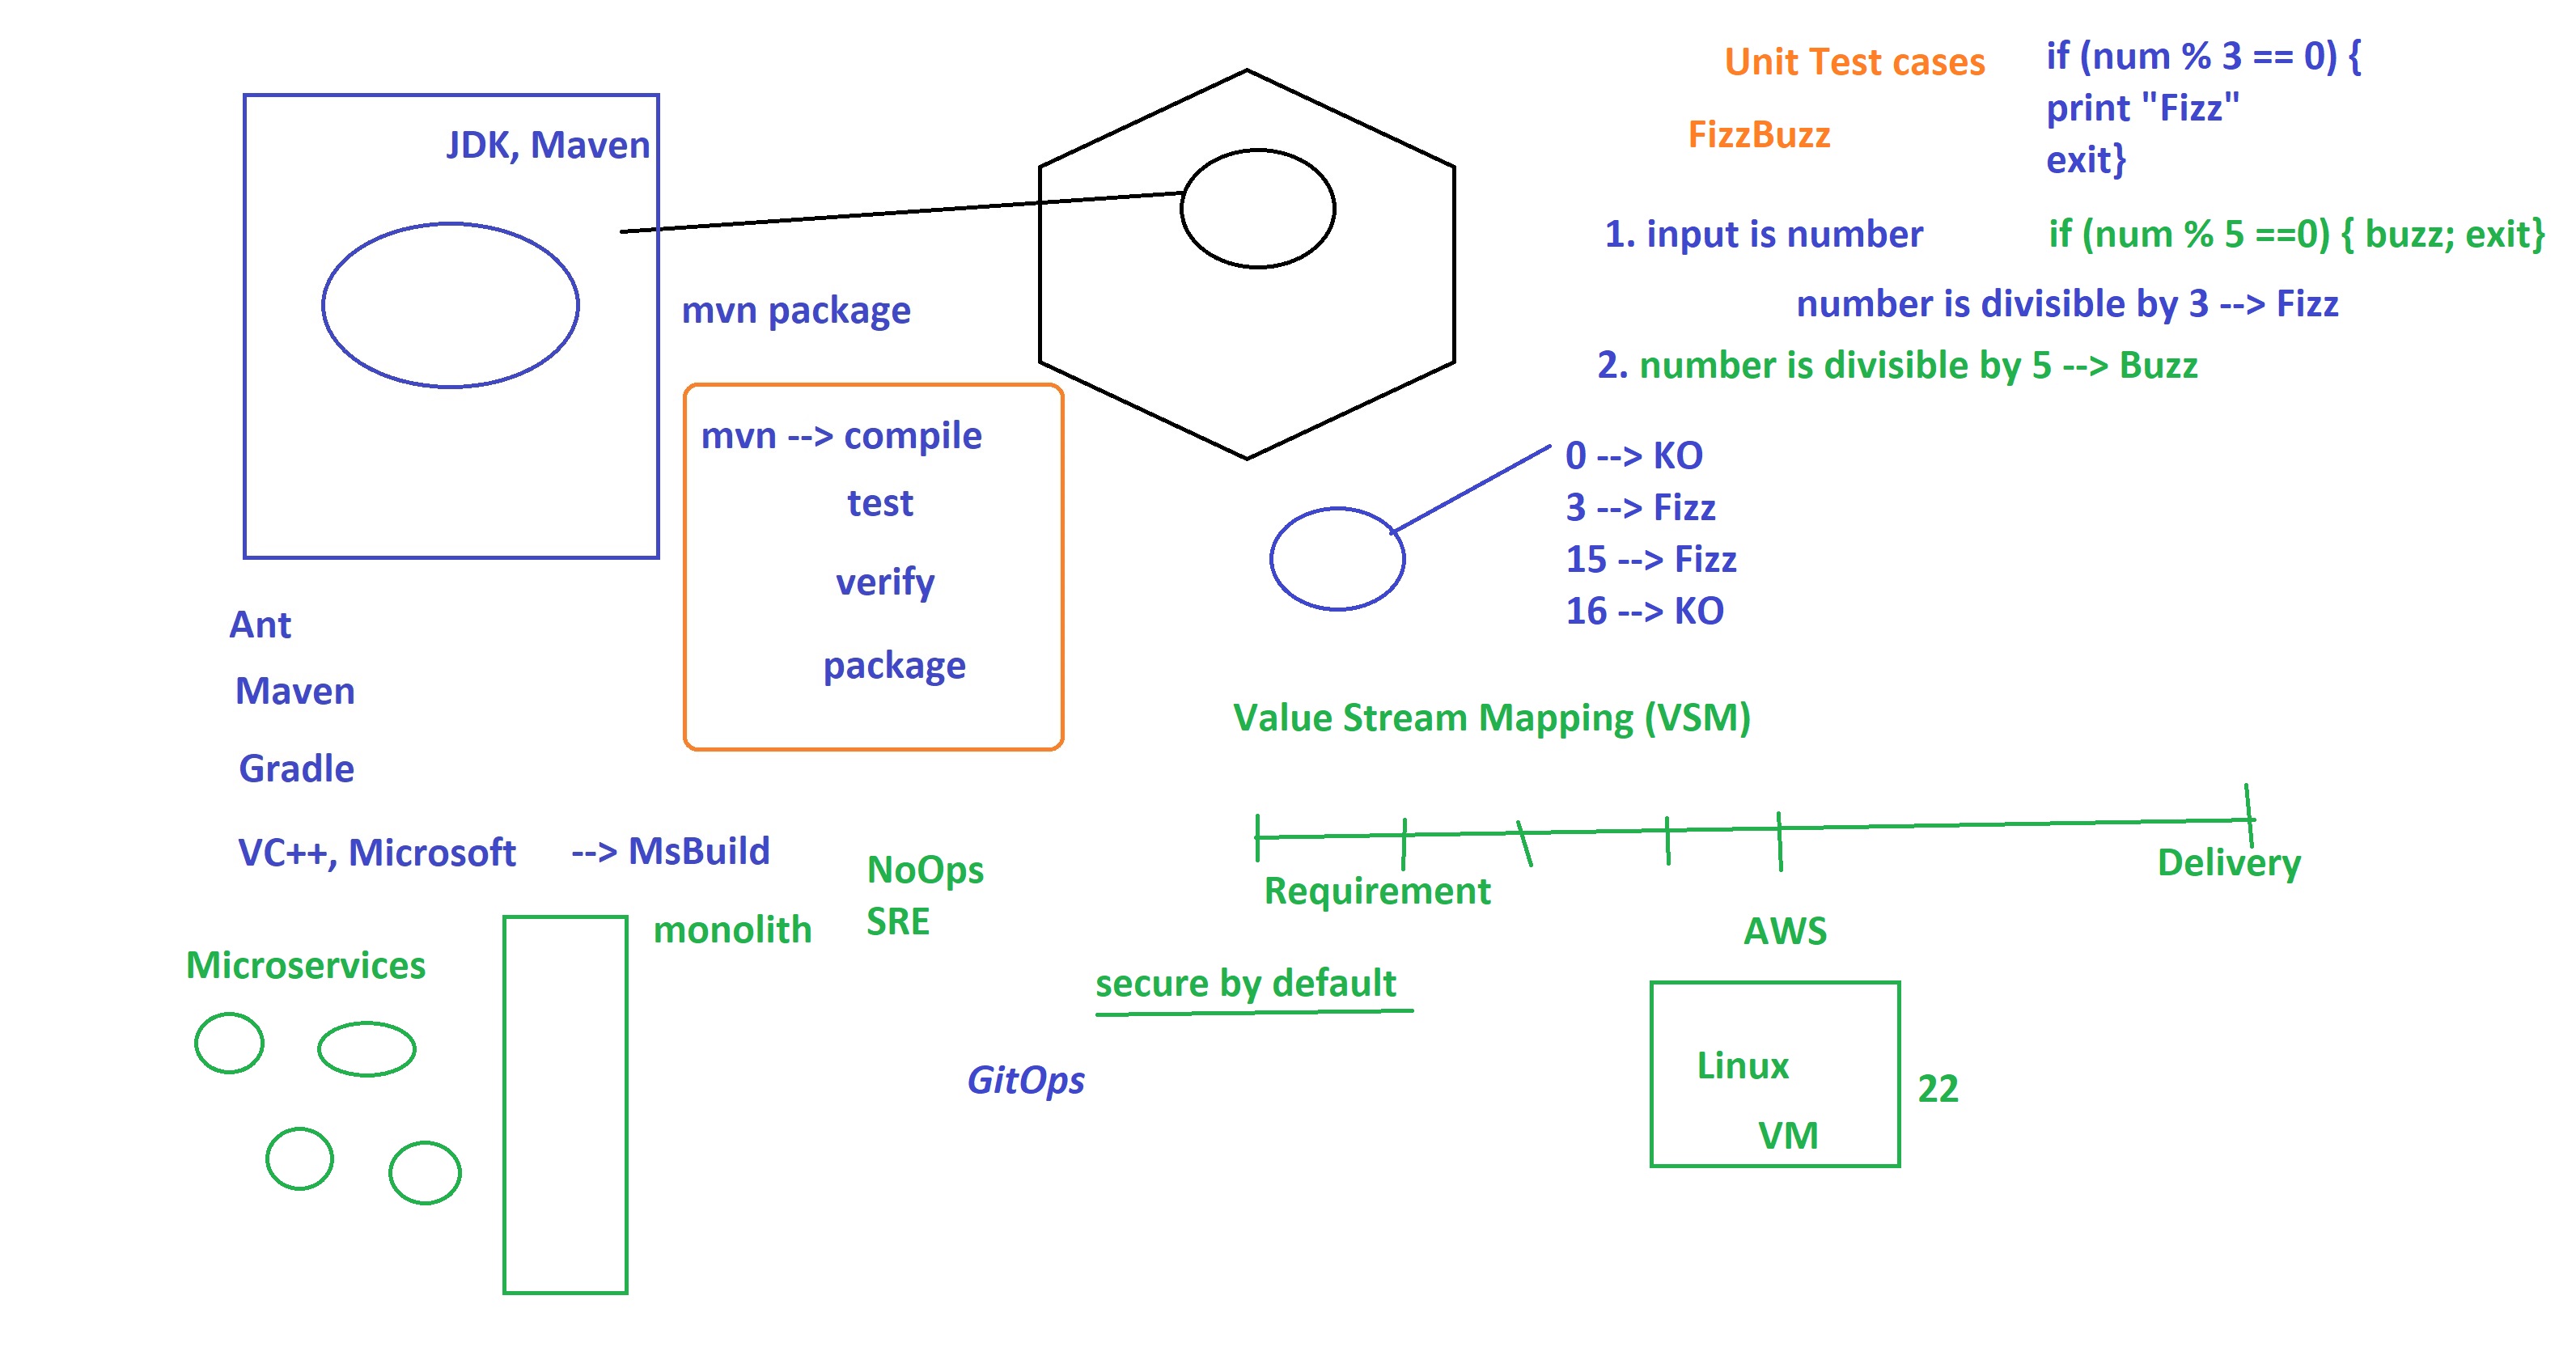 JDK, Maven
mvn package
mvn --> compile
test
verify
package
Ant
Maven
Gradle
VC++, Microsoft --> MsBuild
Microservices
monolith
NoOps
SRE
Unit Test cases
FizzBuzz
if (num % 3 == 0) {
print "Fizz"
exit}
1. input is number
if (num % 5 ==0) { buzz; exit}
number is divisible by 3 --> Fizz
2. number is divisible by 5 --> Buzz
0 --> KO
3 --> Fizz
15 --> Fizz
16 --> KO
Value Stream Mapping (VSM)
Requirement
Delivery
secure by default
GitOps
AWS
Linux
VM
22